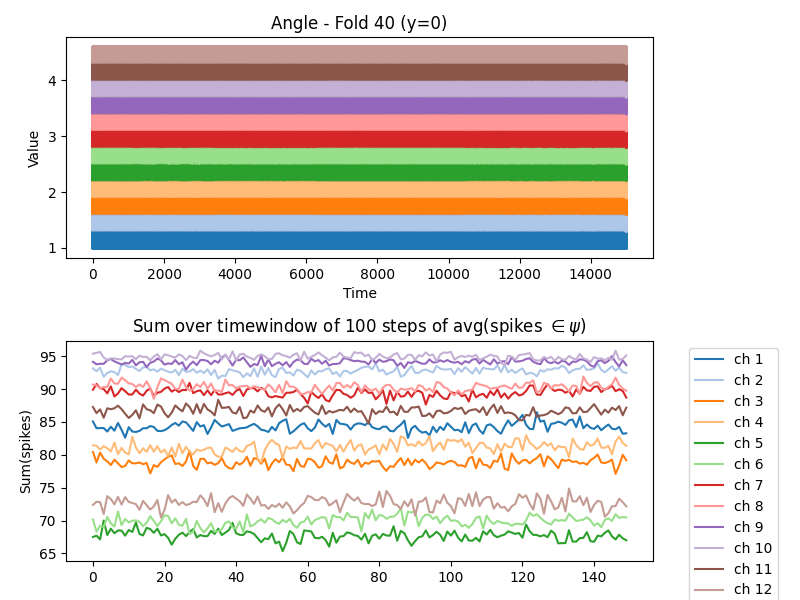 Angle - Fold 40 (y=0)
4
3
2
1
Value
0 2000 4000 6000 8000 10000 12000 14000
Time
Sum over timewindow of 100 steps of avg(spikes ∈ψ)
95
90
85
80
75
70
65
Sum(spikes)
0 20 40 60 80 100 120 140
ch 1
ch 2
ch 3
ch 4
ch 5
ch 6
ch 7
ch 8
ch 9
ch 10
ch 11
ch 12